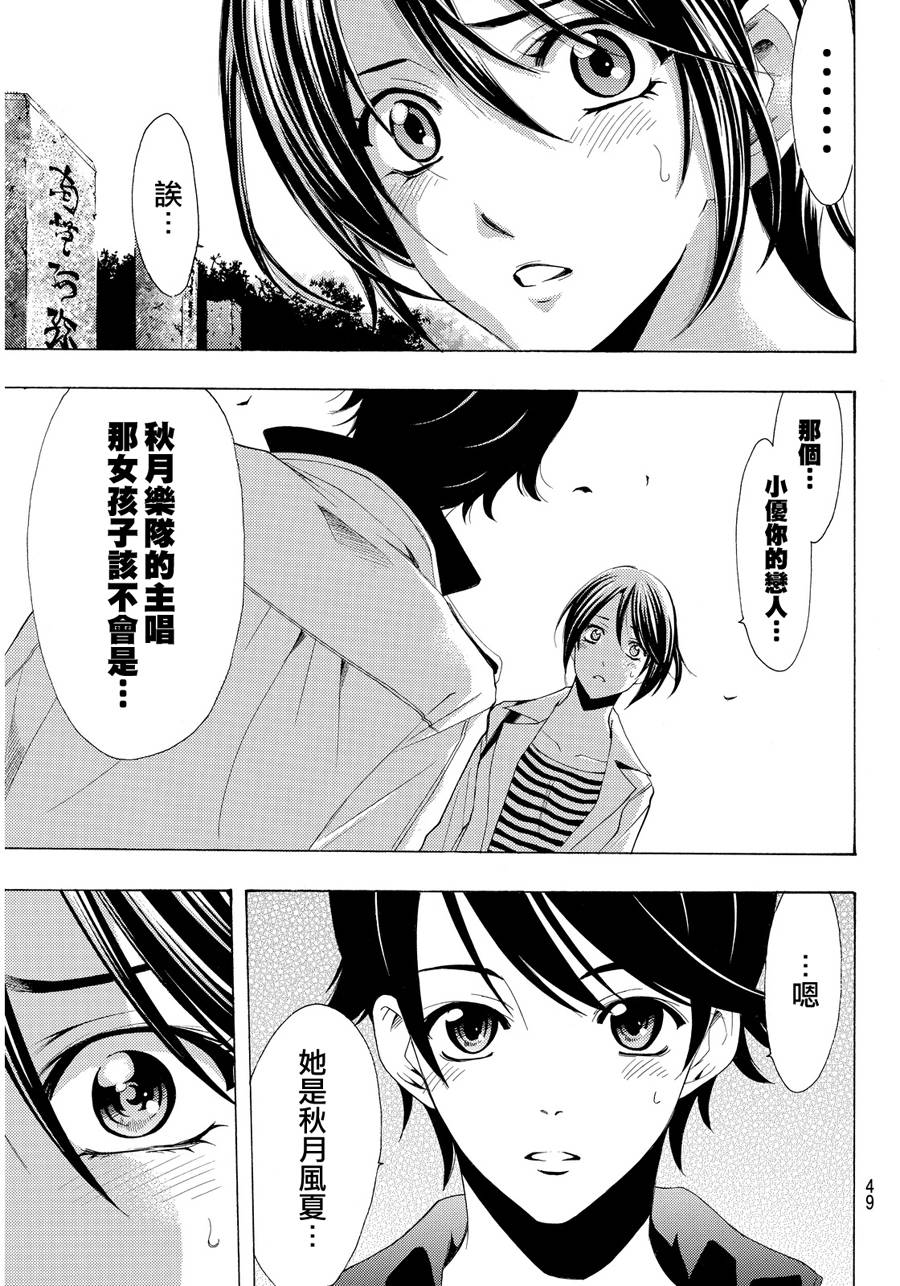 ……
誒…
那個…
小優你的戀人…
秋月樂隊的主唱
那女孩子該不會是…
…嗯
她是秋月風夏…
49